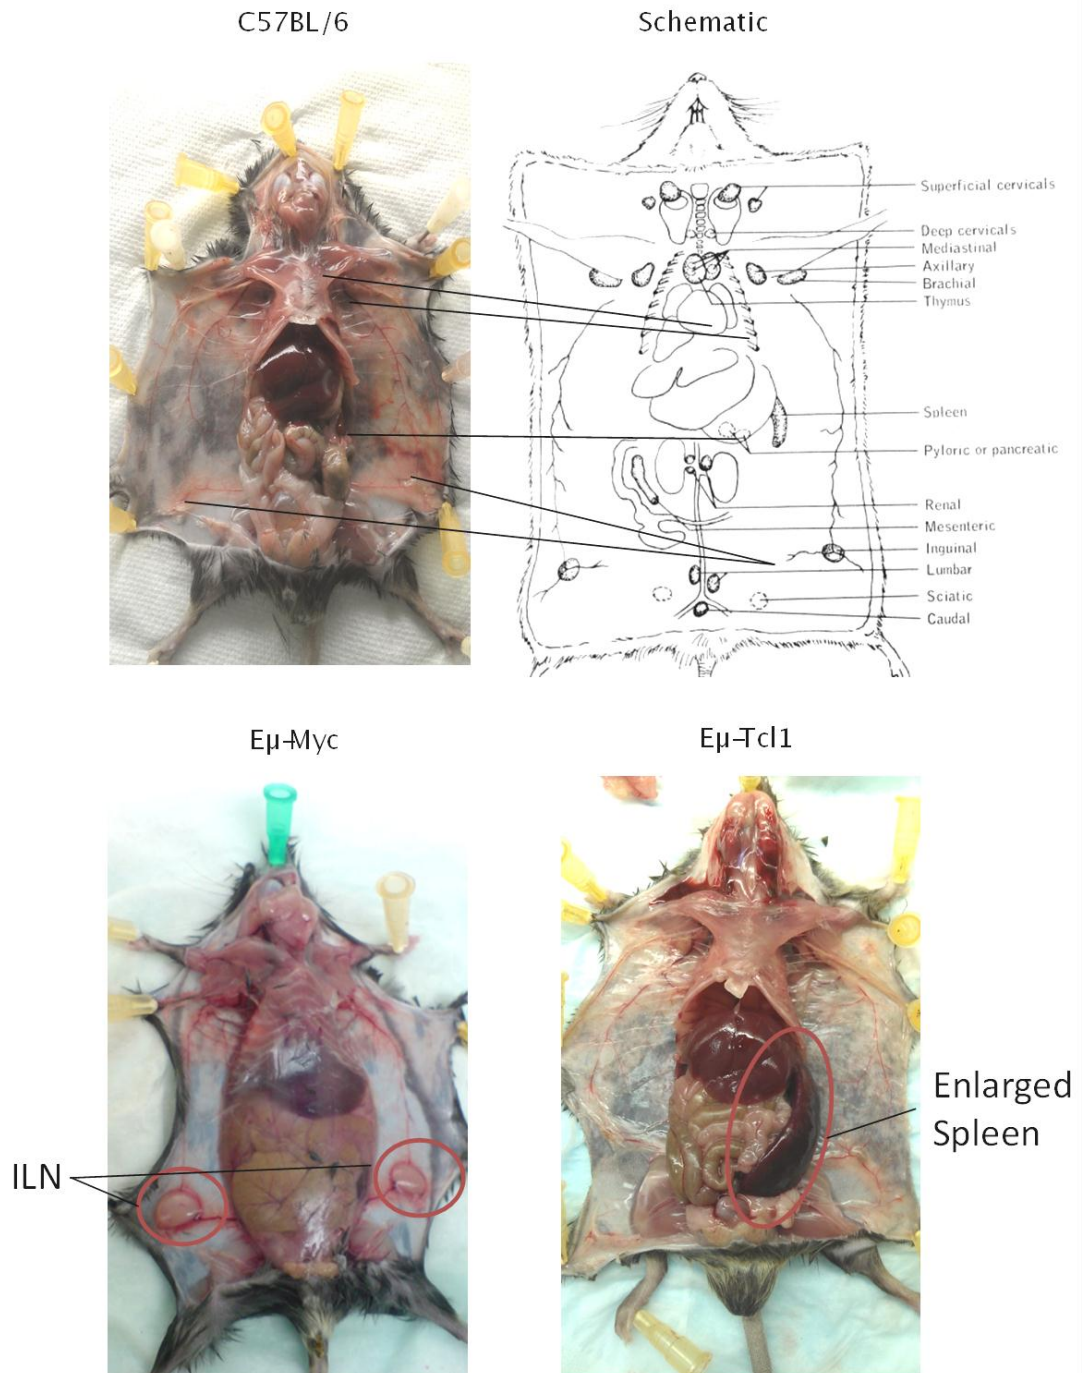 C57BL/6
Schematic
Superficial cervicals
Deep cervicals
Mediastinal
Axillary
Brachial
Thymus
Spleen
Pyloric or pancreatic
Renal
Mesenteric
Inguinal
Lumbar
Sciatic
Caudal
Eµ-Myc
Eµ-Tcl1
ILN
Enlarged
Spleen